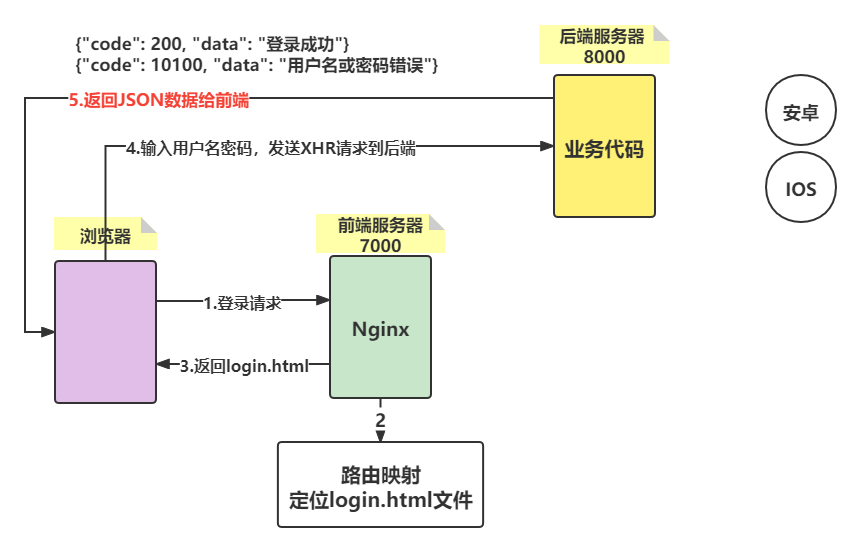 {"code": 200, "data": "登录成功"}
{"code": 10100, "data": "用户名或密码错误"}
后端服务器
8000
5.返回JSON数据给前端
安卓
4.输入用户名密码，发送XHR请求到后端
业务代码
IOS
浏览器
前端服务器
7000
1.登录请求
Nginx
3.返回login.html
2
路由映射
定位login.html文件